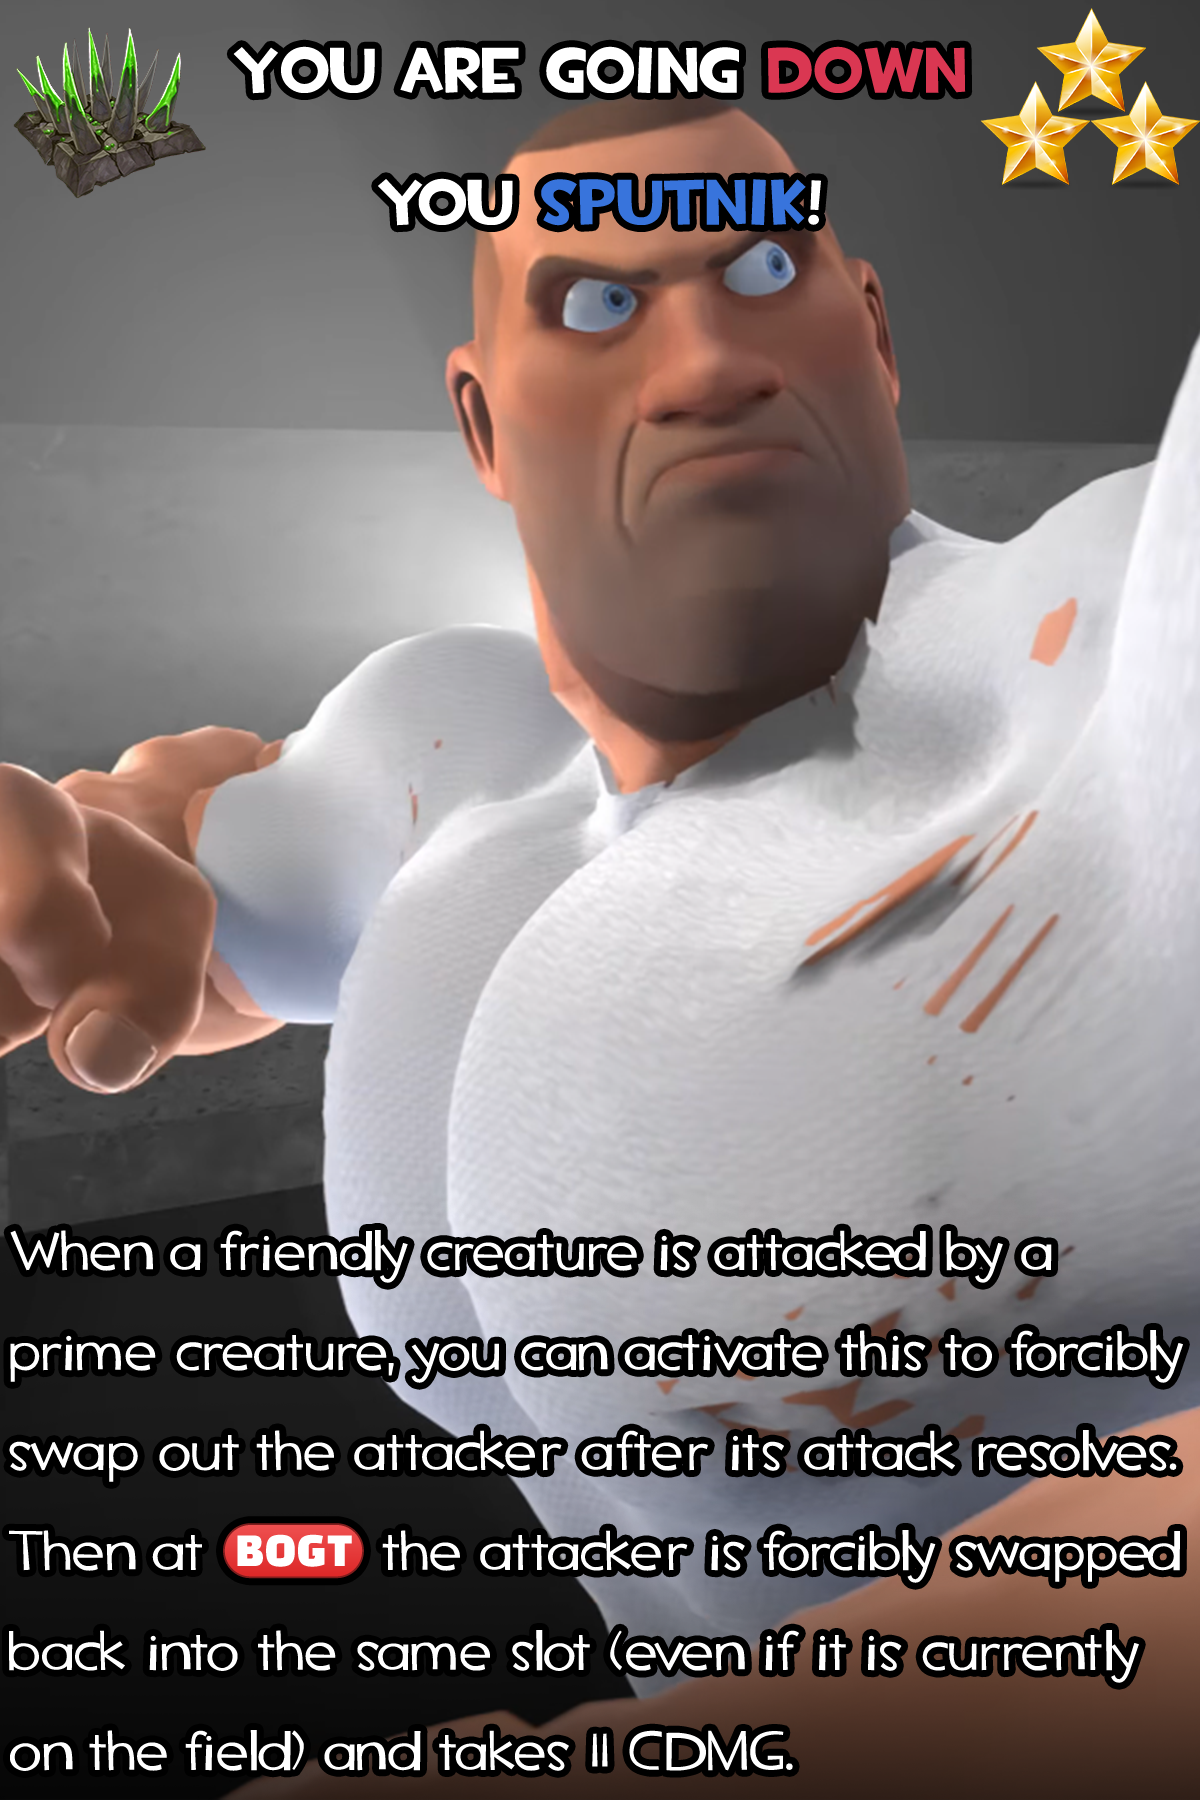 YOU ARE GOING DOWN
YOU SPUTNIK!
When a friendly creature is attacked by a
prime creature, you can activate this to forcibly
swap out the attacker after its attack resolves.
Then at BOGT the attacker is forcibly swapped
back into the same slot (even if it is currently
on the field) and takes 11 CDMG.